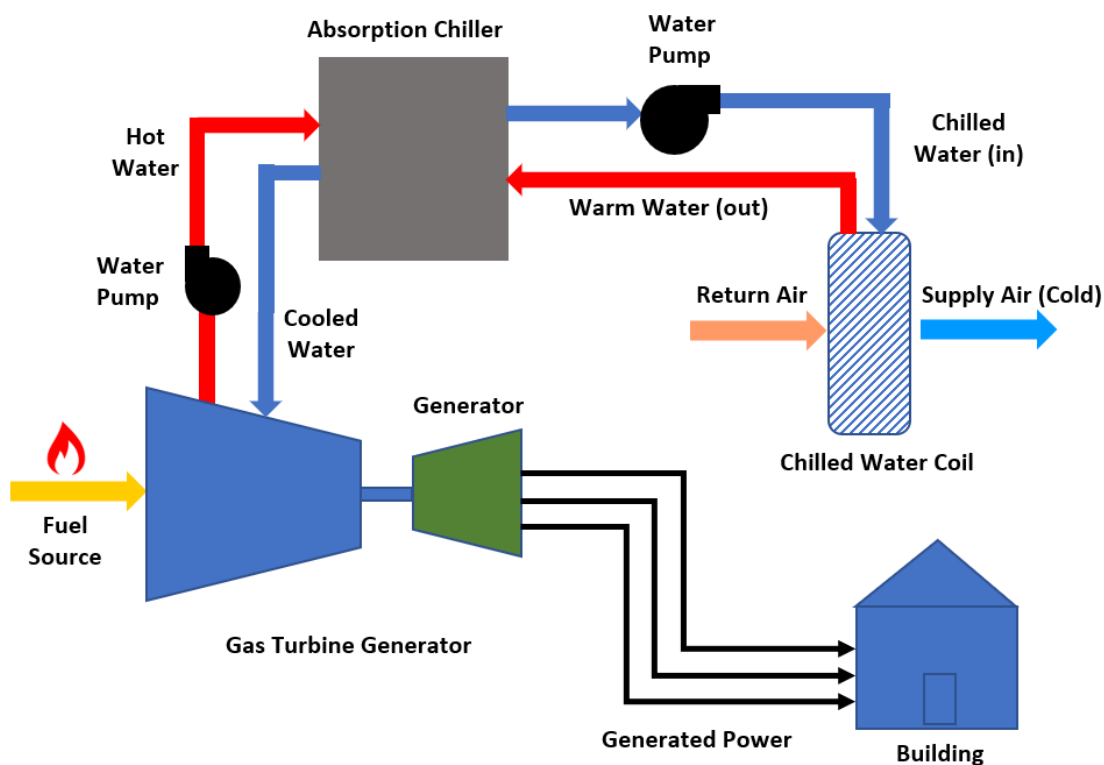 Absorption Chiller
Water
Pump
Hot
Water
Chilled
Water (in)
Warm Water (out)
Water
Pump
Return Air
Supply Air (Cold)
Cooled
Water
Generator
Chilled Water Coil
Fuel
Source
Gas Turbine Generator
Generated Power
Building